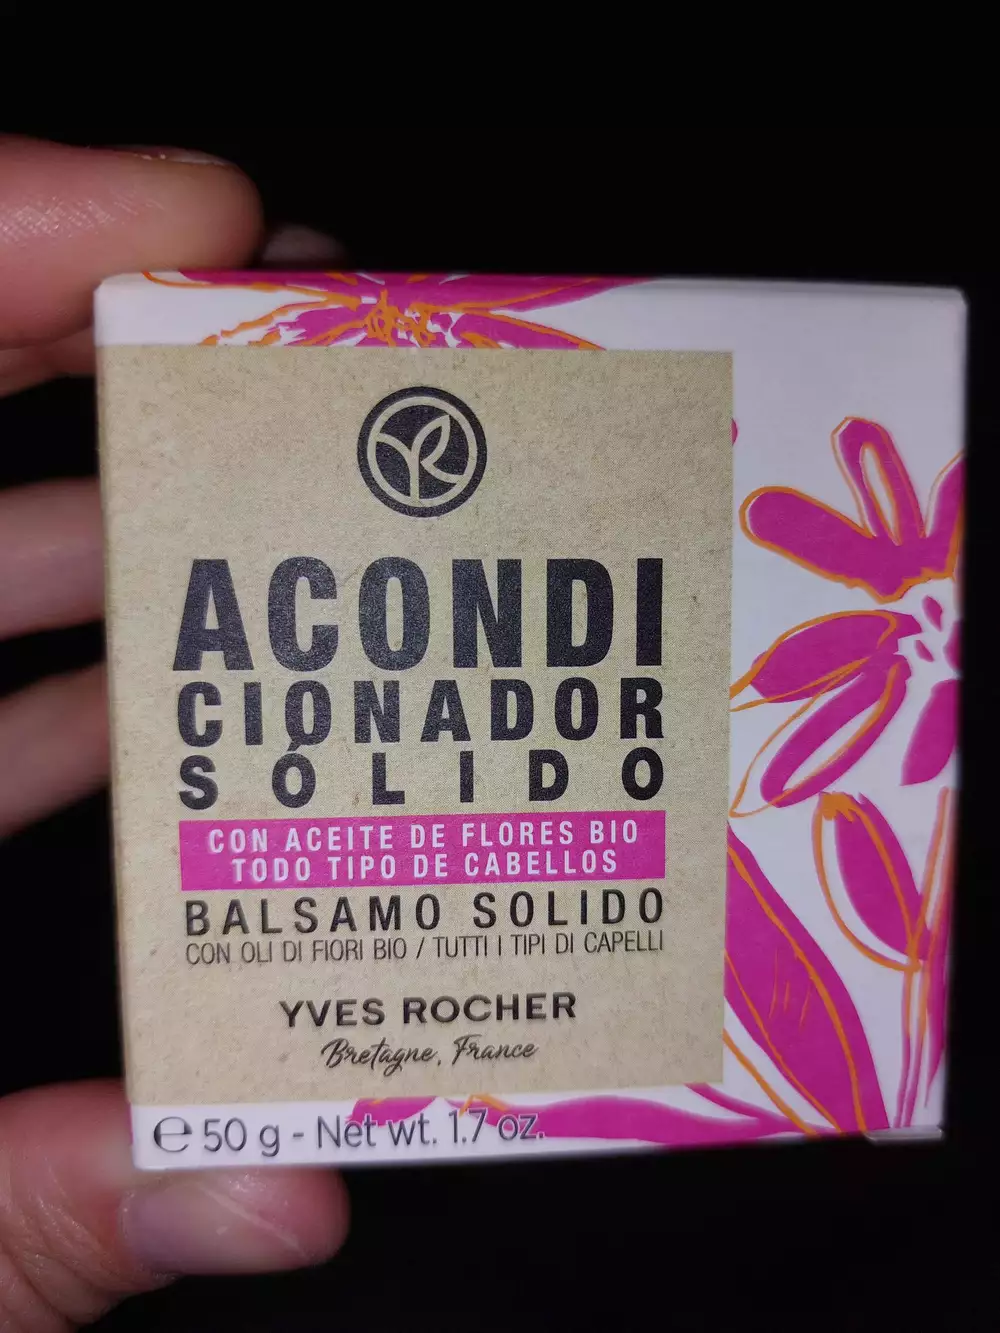 ACONDI
CIONADOR
SÓLIDO
CON ACEITE DE FLORES BIO
TODO TIPO DE CABELLOS
BALSAMO SOLIDO
CON OLI DI FIORI BIO / TUTTI I TIPI DI CAPELLI
YVES ROCHER
Bretagne, France
℮ 50 g - Net wt. 1.7 oz.